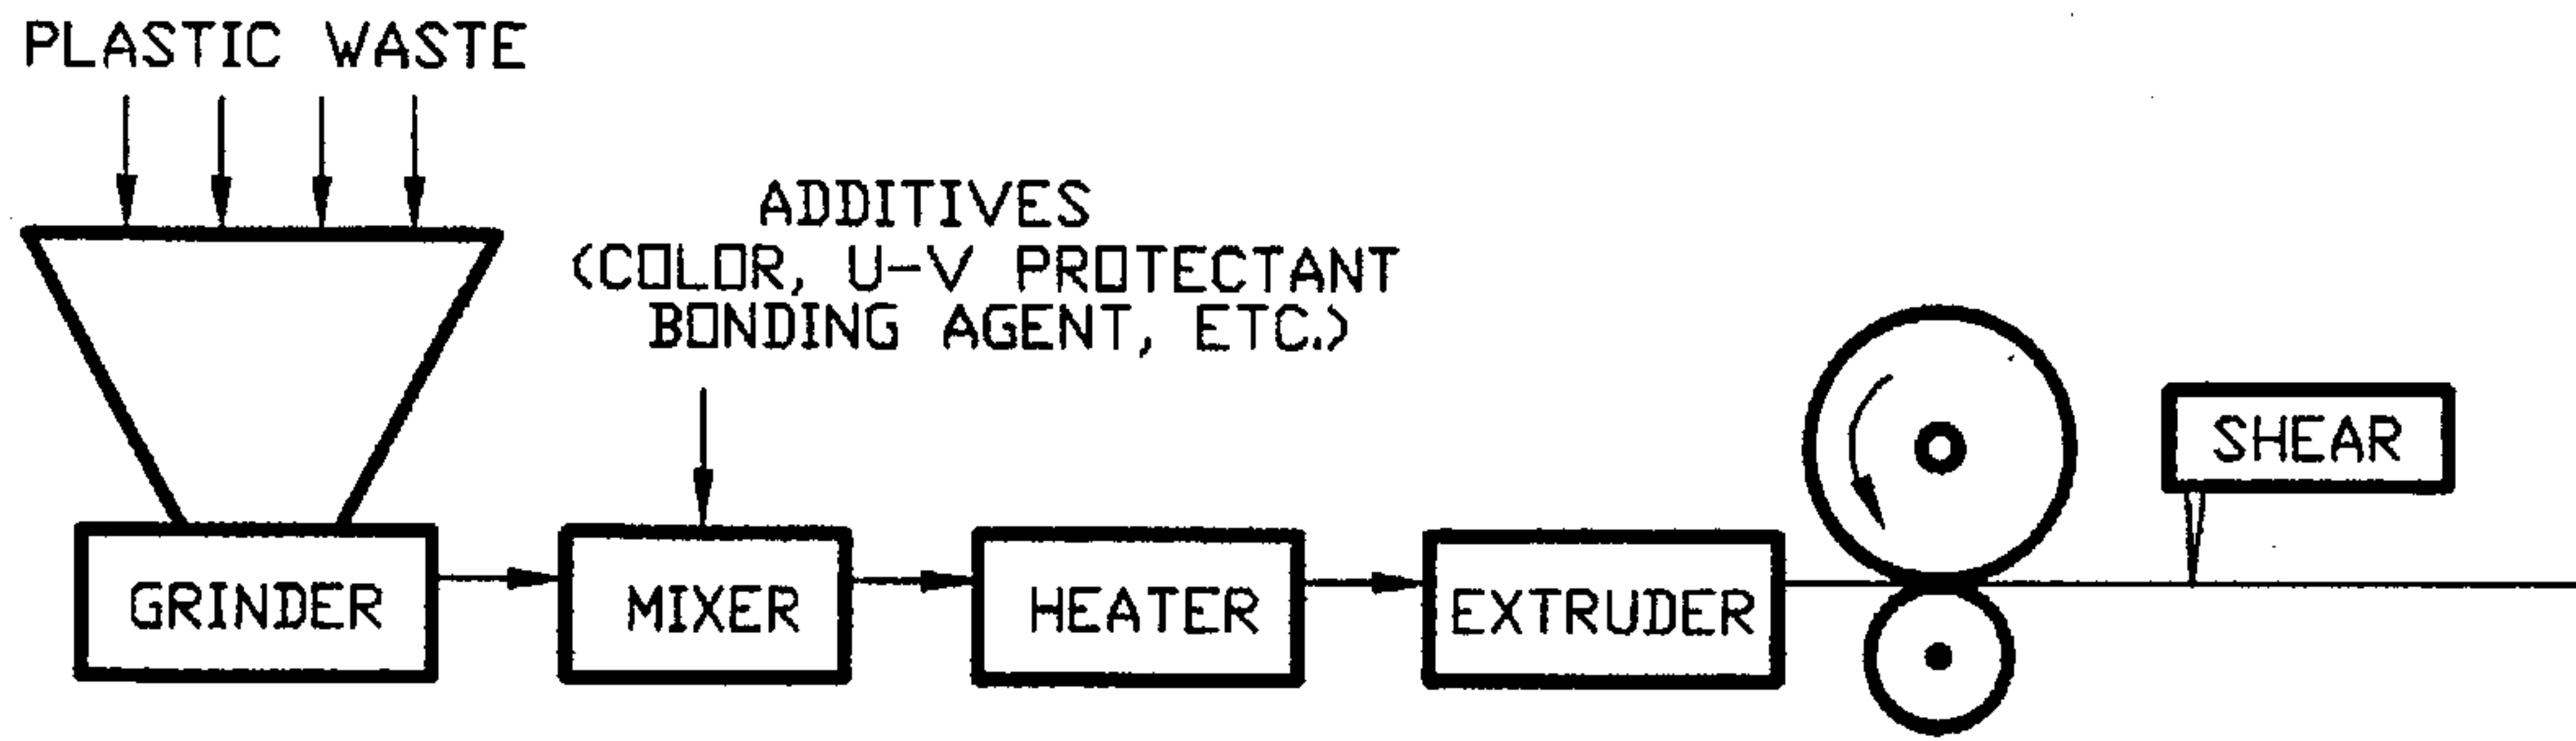 PLASTIC WASTE
ADDITIVES
(COLOR, U-V PROTECTANT
BONDING AGENT, ETC.)
SHEAR
GRINDER
MIXER
HEATER
EXTRUDER